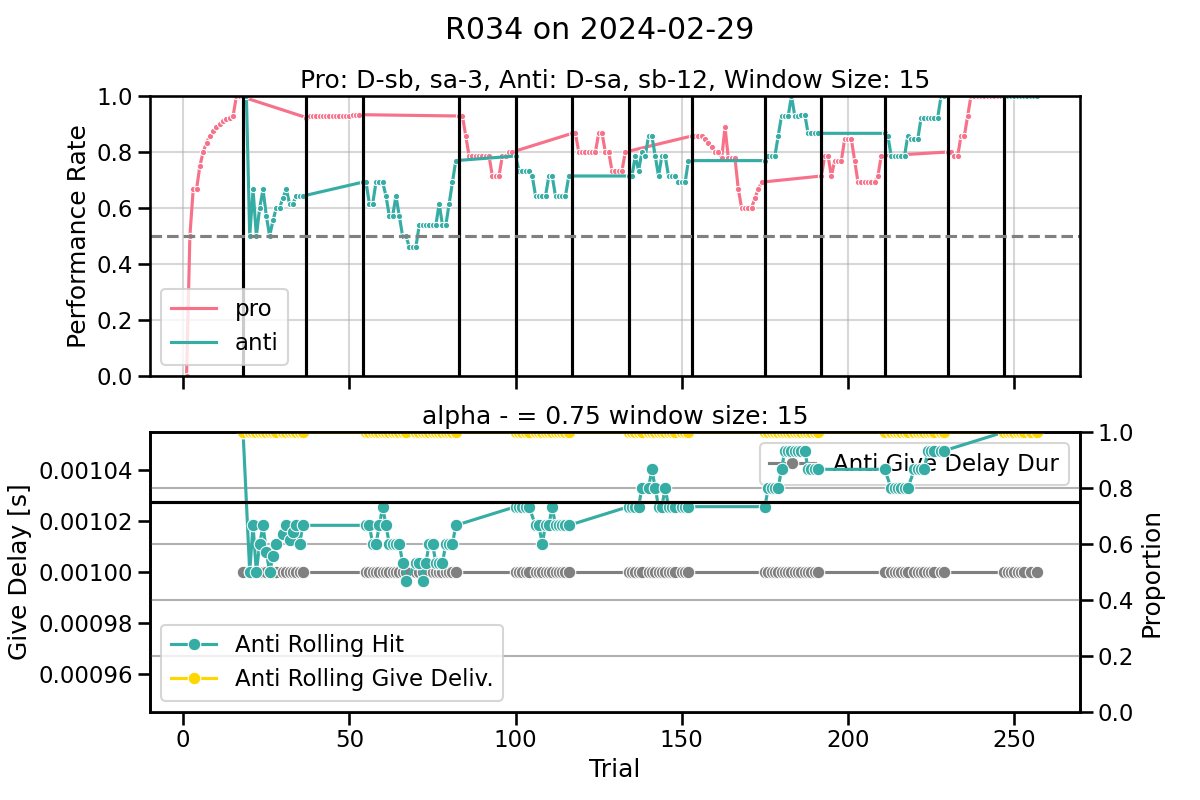 R034 on 2024-02-29
Pro: D-sb, sa-3, Anti: D-sa, sb-12, Window Size: 15
Performance Rate
1.0
0.8
0.6
0.4
0.2
0.0
pro
anti
alpha - = 0.75 window size: 15
Give Delay [s]
0.00104
0.00102
0.00100
0.00098
0.00096
Anti Give Delay Dur
Anti Rolling Hit
Anti Rolling Give Deliv.
1.0
0.8
0.6
0.4
0.2
0.0
Proportion
0 50 100 150 200 250
Trial